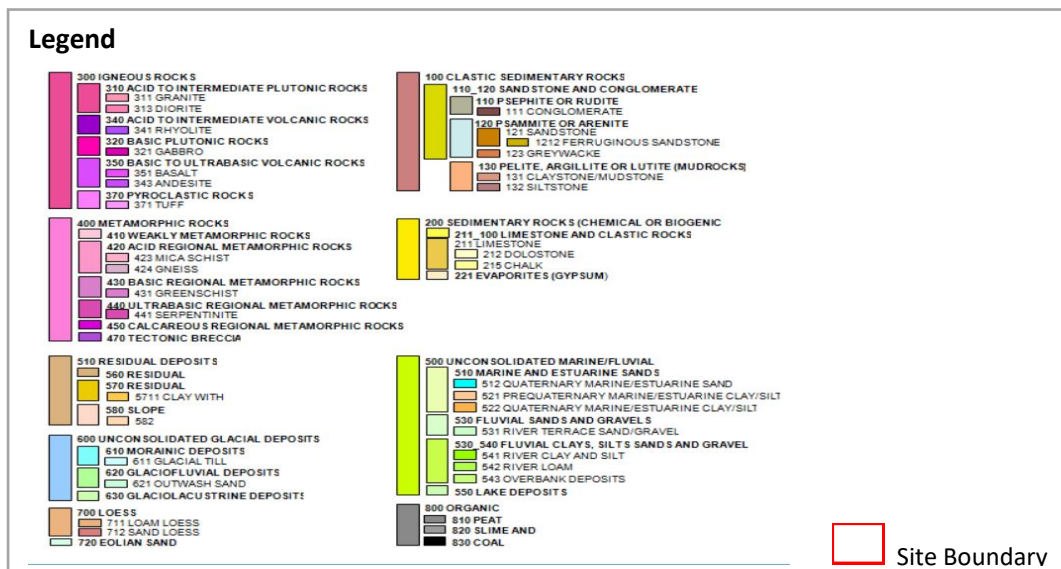 Legend
300 IGNEOUS ROCKS
310 ACID TO INTERMEDIATE PLUTONIC ROCKS
311 GRANITE
313 DIORITE
340 ACID TO INTERMEDIATE VOLCANIC ROCKS
341 RHYOLITE
320 BASIC PLUTONIC ROCKS
321 GABBRO
350 BASIC TO ULTRABASIC VOLCANIC ROCKS
351 BASALT
343 ANDESITE
370 PYROCLASTIC ROCKS
371 TUFF
400 METAMORPHIC ROCKS
410 WEAKLY METAMORPHIC ROCKS
420 ACID REGIONAL METAMORPHIC ROCKS
423 MICA SCHIST
424 GNEISS
430 BASIC REGIONAL METAMORPHIC ROCKS
431 GREENSCHIST
440 ULTRABASIC REGIONAL METAMORPHIC ROCKS
441 SERPENTINITE
450 CALCAREOUS REGIONAL METAMORPHIC ROCKS
470 TECTONIC BRECCIA
510 RESIDUAL DEPOSITS
560 RESIDUAL
570 RESIDUAL
5711 CLAY WITH
580 SLOPE
582
600 UNCONSOLIDATED GLACIAL DEPOSITS
610 MORAINIC DEPOSITS
611 GLACIAL TILL
620 GLACIOFLUVIAL DEPOSITS
621 OUTWASH SAND
630 GLACIOLACUSTRINE DEPOSITS
700 LOESS
711 LOAM LOESS
712 SAND LOESS
720 EOLIAN SAND
100 CLASTIC SEDIMENTARY ROCKS
110_120 SANDSTONE AND CONGLOMERATE
110 PSEPHITE OR RUDITE
111 CONGLOMERATE
120 PSAMMITE OR ARENITE
121 SANDSTONE
1212 FERRUGINOUS SANDSTONE
123 GREYWACKE
130 PELITE, ARGILLITE OR LUTITE (MUDROCKS)
131 CLAYSTONE/MUDSTONE
132 SILTSTONE
200 SEDIMENTARY ROCKS (CHEMICAL OR BIOGENIC
211_100 LIMESTONE AND CLASTIC ROCKS
211 LIMESTONE
212 DOLOSTONE
215 CHALK
221 EVAPORITES (GYPSUM)
500 UNCONSOLIDATED MARINE/FLUVIAL
510 MARINE AND ESTUARINE SANDS
512 QUATERNARY MARINE/ESTUARINE SAND
521 PREQUATERNARY MARINE/ESTUARINE CLAY/SILT
522 QUATERNARY MARINE/ESTUARINE CLAY/SILT
530 FLUVIAL SANDS AND GRAVELS
531 RIVER TERRACE SAND/GRAVEL
530_540 FLUVIAL CLAYS, SILTS SANDS AND GRAVEL
541 RIVER CLAY AND SILT
542 RIVER LOAM
543 OVERBANK DEPOSITS
550 LAKE DEPOSITS
800 ORGANIC
810 PEAT
820 SLIME AND
830 COAL
Site Boundary